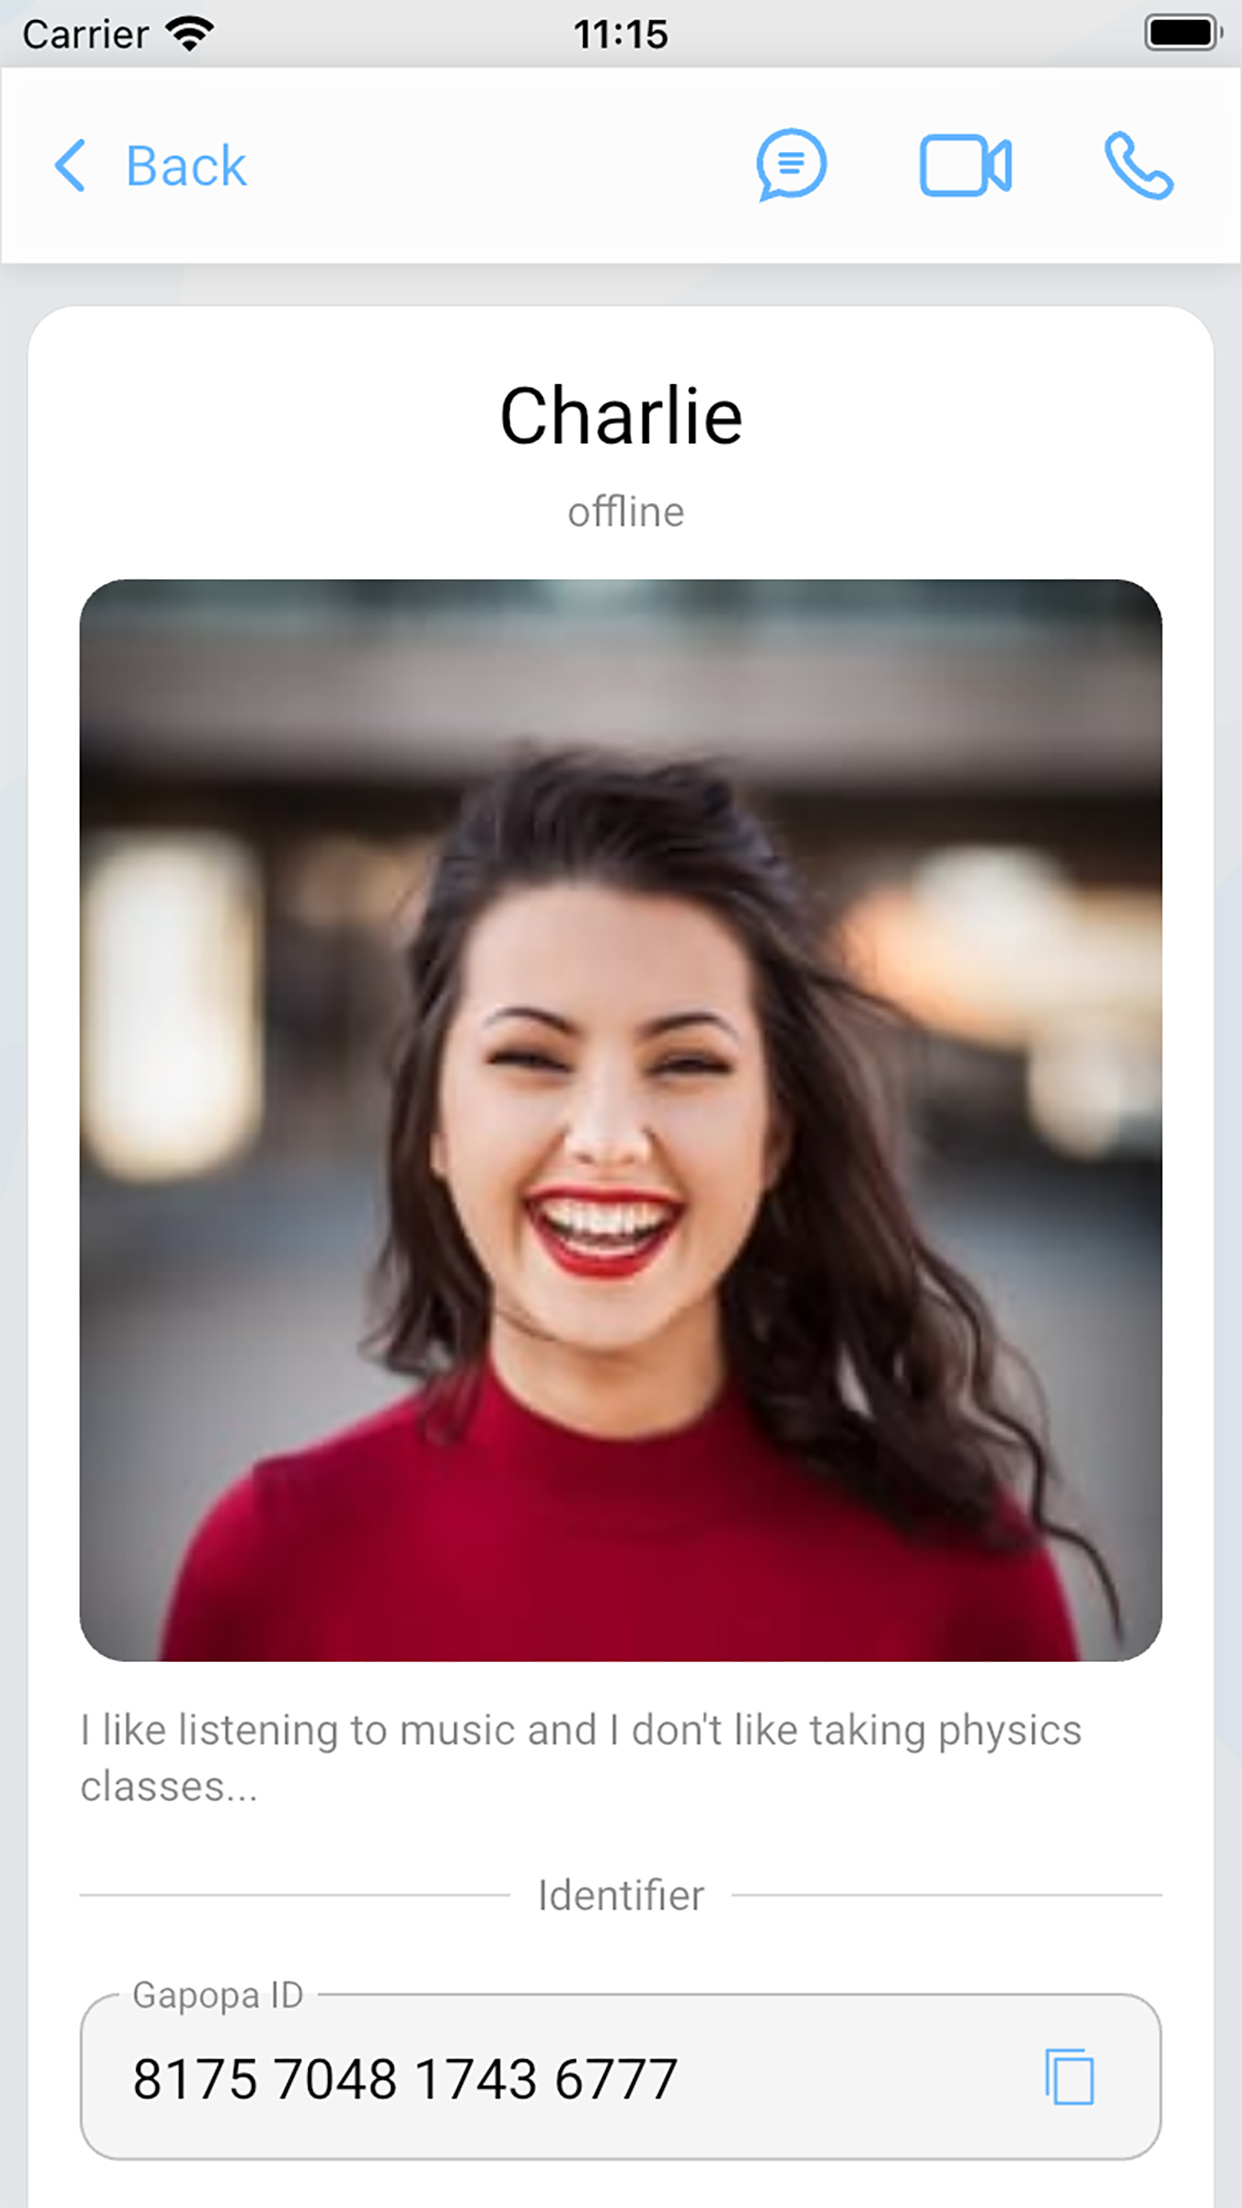 Carrier 11:15
Back
Charlie
offline
I like listening to music and I don't like taking physics
classes...
Identifier
Gapopa ID
8175 7048 1743 6777